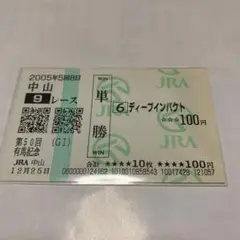 2005年5回8日
中山
9レース
第50回 (GI)
有馬記念
JRA 中山
12月25日
WIN
単勝
WIN
6 ディープインパクト
☆☆☆100円
JRA
合計 ★★★★10枚 ★★★★100円